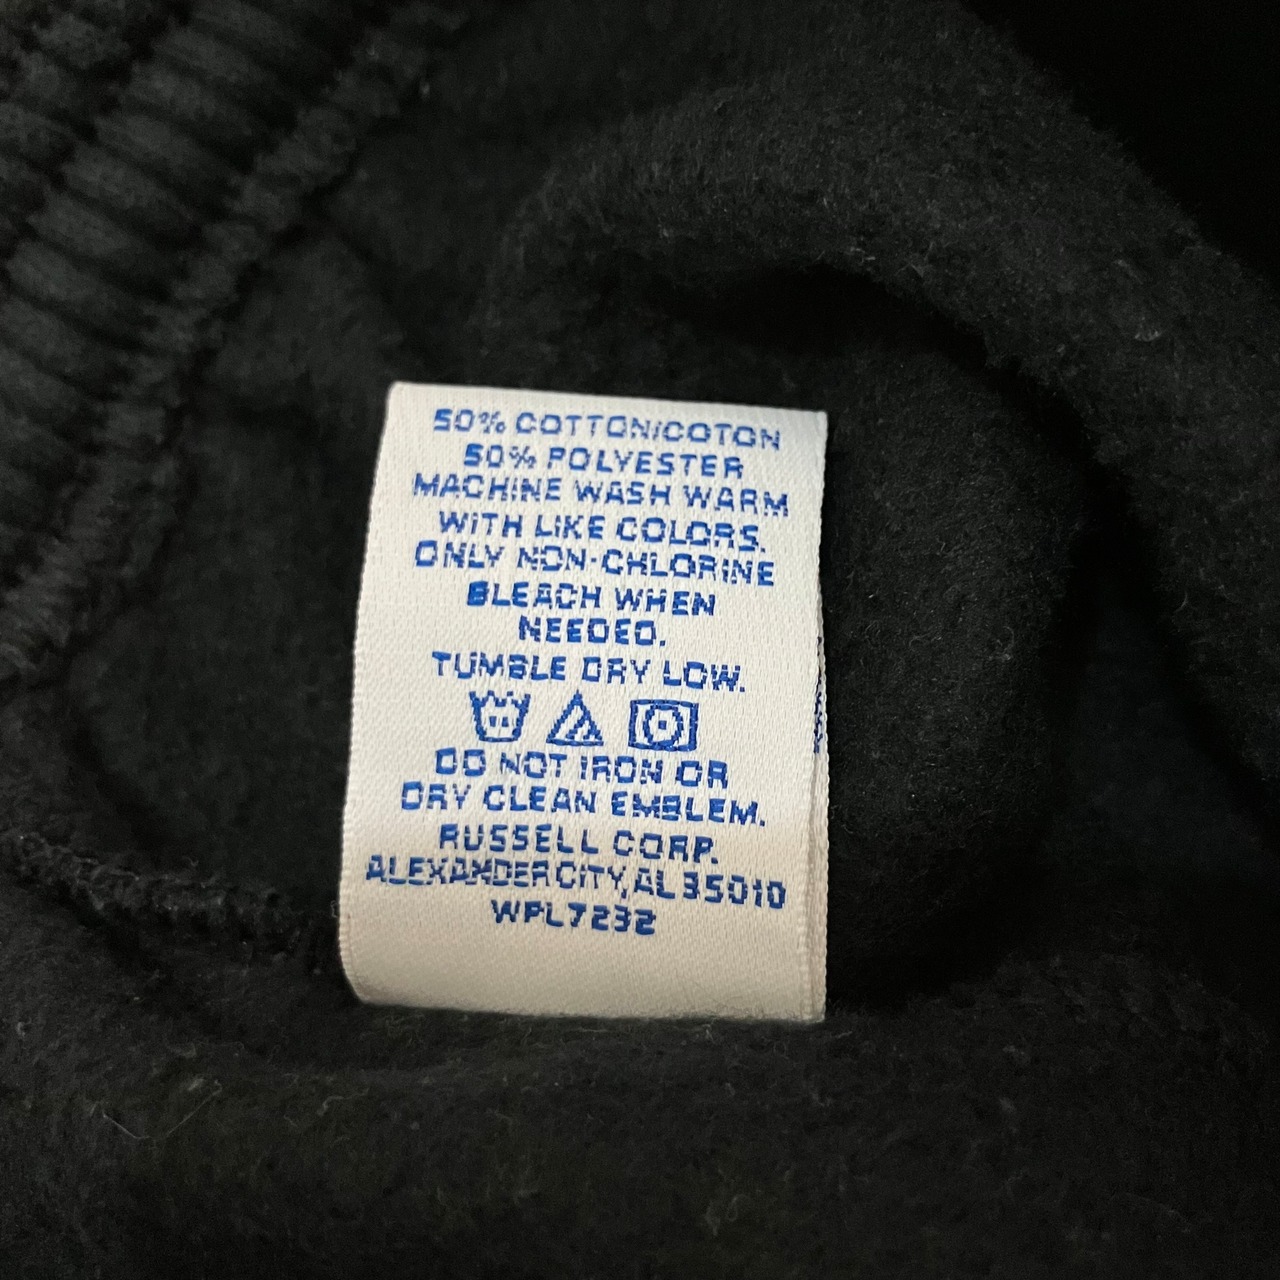 50% COTTON/COTON
50% POLYESTER
MACHINE WASH WARM
WITH LIKE COLORS.
ONLY NON-CHLORINE
BLEACH WHEN
NEEDED.
TUMBLE DRY LOW.
DO NOT IRON OR
DRY CLEAN EMBLEM.
RUSSELL CORP.
ALEXANDER CITY, AL 35010
WPL7232